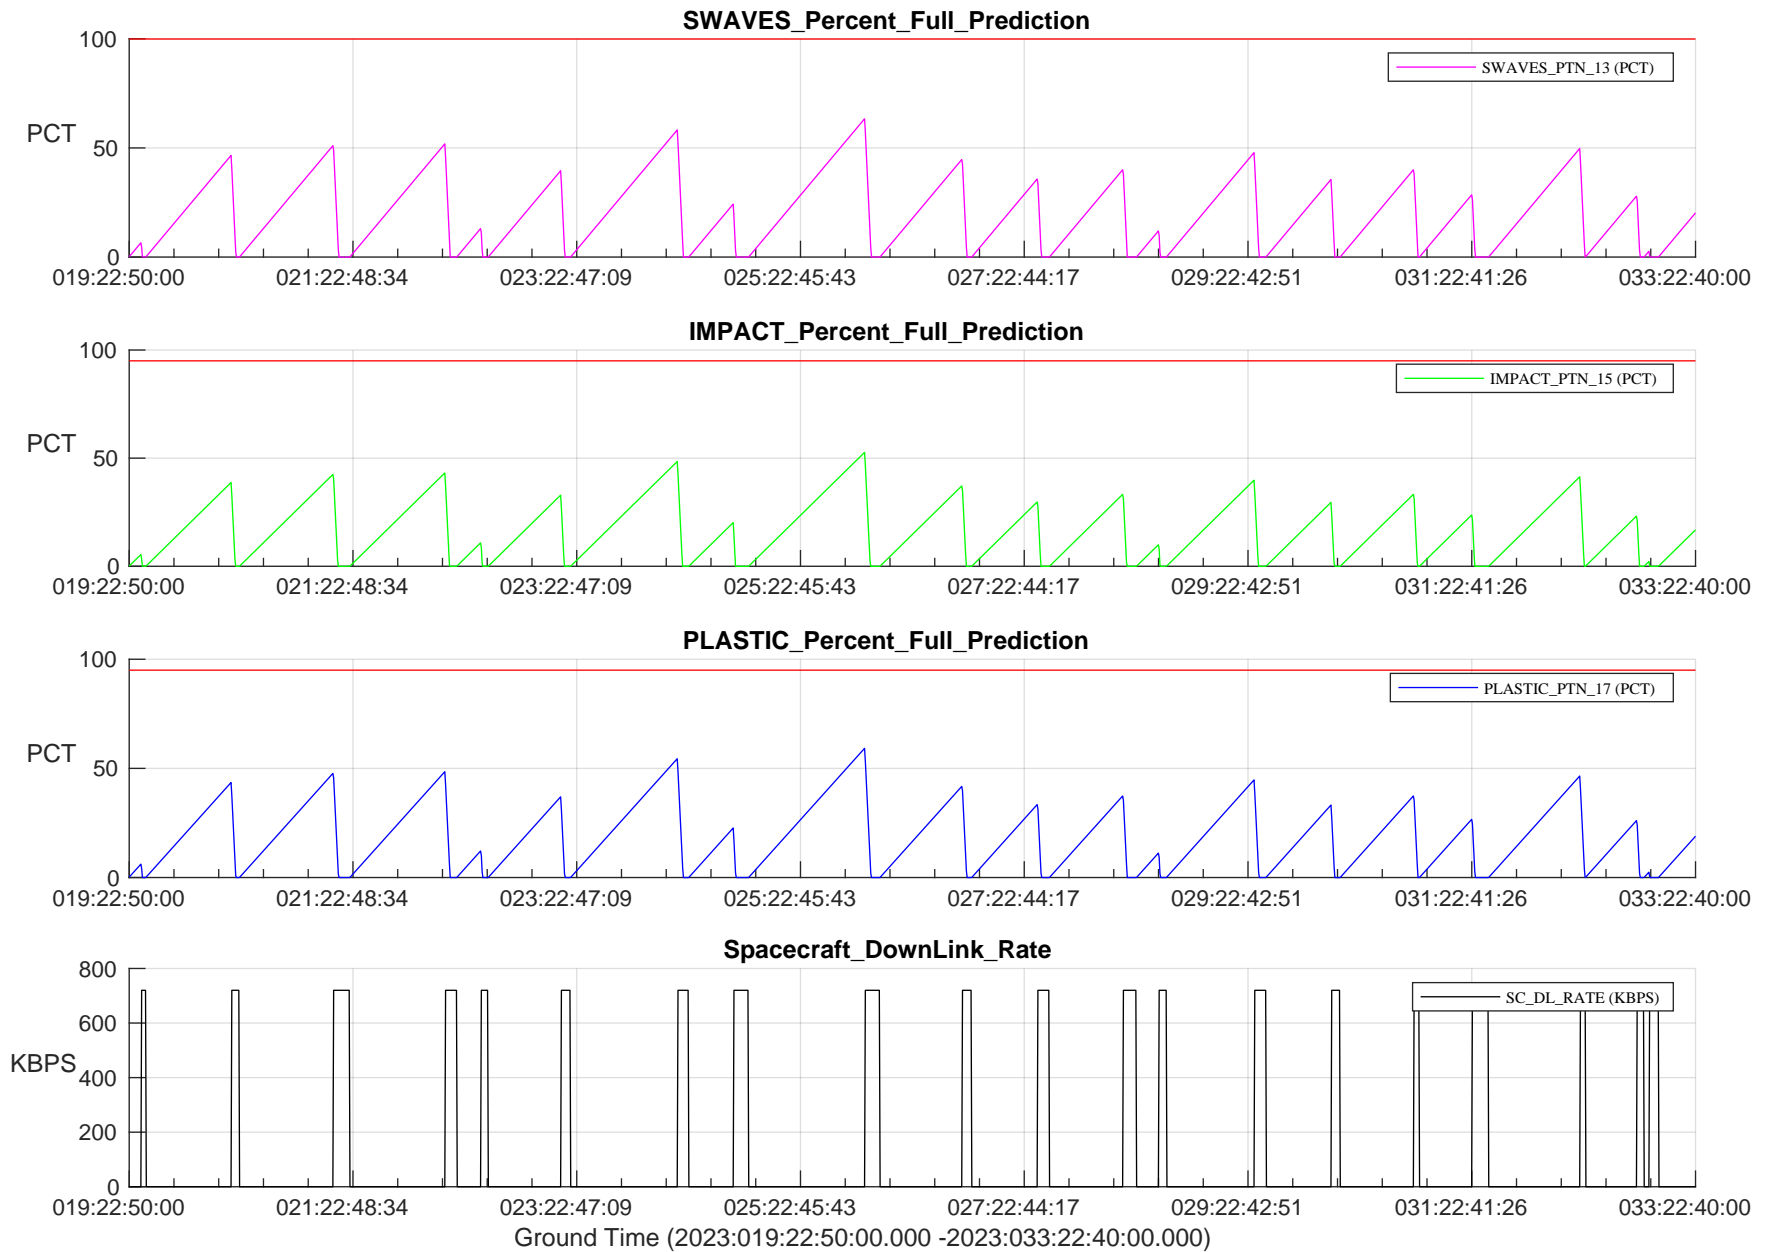 SWAVES_Percent_Full_Prediction
100
SWAVES_PTN_13 (PCT)
PCT
50
0
019:22:50:00 021:22:48:34 023:22:47:09 025:22:45:43 027:22:44:17 029:22:42:51 031:22:41:26 033:22:40:00
IMPACT_Percent_Full_Prediction
100
IMPACT_PTN_15 (PCT)
PCT
50
0
019:22:50:00 021:22:48:34 023:22:47:09 025:22:45:43 027:22:44:17 029:22:42:51 031:22:41:26 033:22:40:00
PLASTIC_Percent_Full_Prediction
100
PLASTIC_PTN_17 (PCT)
PCT
50
0
019:22:50:00 021:22:48:34 023:22:47:09 025:22:45:43 027:22:44:17 029:22:42:51 031:22:41:26 033:22:40:00
Spacecraft_DownLink_Rate
800
SC_DL_RATE (KBPS)
600
KBPS
400
200
0
019:22:50:00 021:22:48:34 023:22:47:09 025:22:45:43 027:22:44:17 029:22:42:51 031:22:41:26 033:22:40:00
Ground Time (2023:019:22:50:00.000 -2023:033:22:40:00.000)